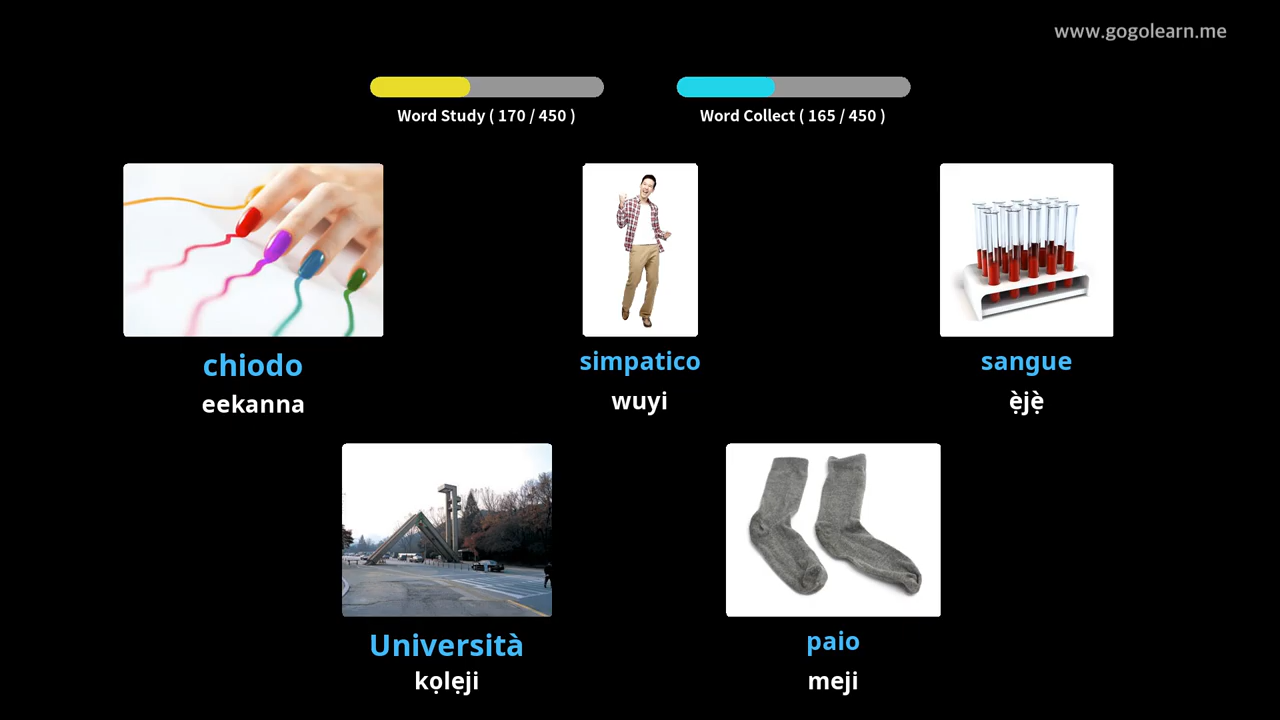 www.gogolearn.me
Word Study ( 170 / 450 )
Word Collect ( 165 / 450 )
chiodo
eekanna
simpatico
wuyi
sangue
ẹ̀jẹ̀
Università
kọlẹji
paio
meji